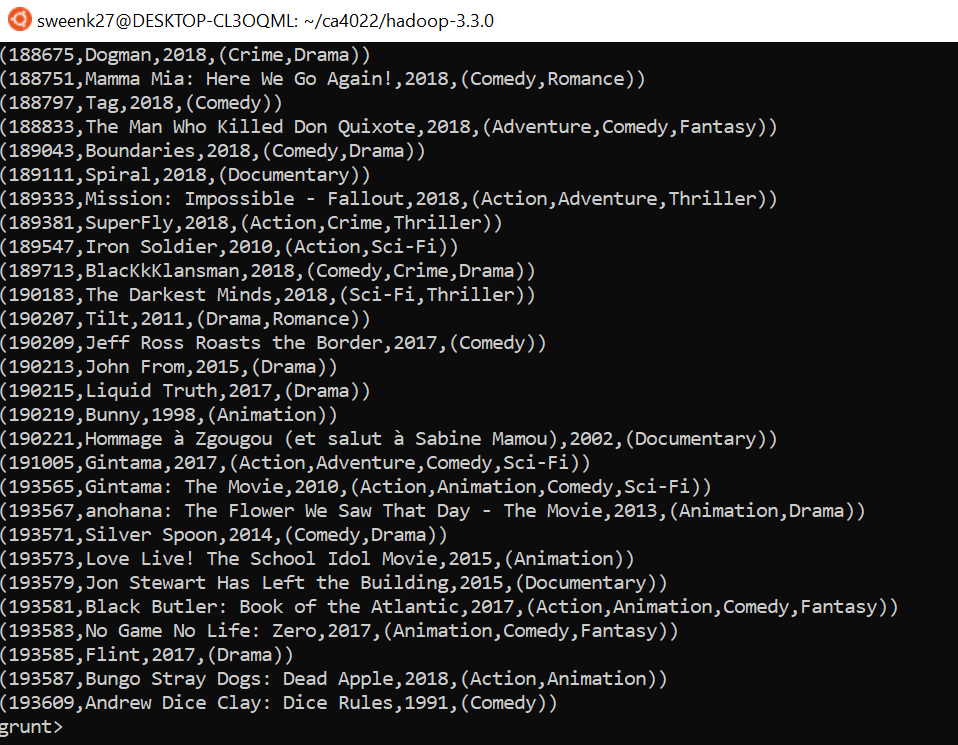 sweenk27@DESKTOP-CL3OQML: ~/ca4022/hadoop-3.3.0
(188675,Dogman,2018,(Crime,Drama))
(188751,Mamma Mia: Here We Go Again!,2018,(Comedy,Romance))
(188797,Tag,2018,(Comedy))
(188833,The Man Who Killed Don Quixote,2018,(Adventure,Comedy,Fantasy))
(189043,Boundaries,2018,(Comedy,Drama))
(189111,Spiral,2018,(Documentary))
(189333,Mission: Impossible - Fallout,2018,(Action,Adventure,Thriller))
(189381,SuperFly,2018,(Action,Crime,Thriller))
(189547,Iron Soldier,2010,(Action,Sci-Fi))
(189713,BlacKkKlansman,2018,(Comedy,Crime,Drama))
(190183,The Darkest Minds,2018,(Sci-Fi,Thriller))
(190207,Tilt,2011,(Drama,Romance))
(190209,Jeff Ross Roasts the Border,2017,(Comedy))
(190213,John From,2015,(Drama))
(190215,Liquid Truth,2017,(Drama))
(190219,Bunny,1998,(Animation))
(190221,Hommage à Zgougou (et salut à Sabine Mamou),2002,(Documentary))
(191005,Gintama,2017,(Action,Adventure,Comedy,Sci-Fi))
(193565,Gintama: The Movie,2010,(Action,Animation,Comedy,Sci-Fi))
(193567,anohana: The Flower We Saw That Day - The Movie,2013,(Animation,Drama))
(193571,Silver Spoon,2014,(Comedy,Drama))
(193573,Love Live! The School Idol Movie,2015,(Animation))
(193579,Jon Stewart Has Left the Building,2015,(Documentary))
(193581,Black Butler: Book of the Atlantic,2017,(Action,Animation,Comedy,Fantasy))
(193583,No Game No Life: Zero,2017,(Animation,Comedy,Fantasy))
(193585,Flint,2017,(Drama))
(193587,Bungo Stray Dogs: Dead Apple,2018,(Action,Animation))
(193609,Andrew Dice Clay: Dice Rules,1991,(Comedy))
grunt>